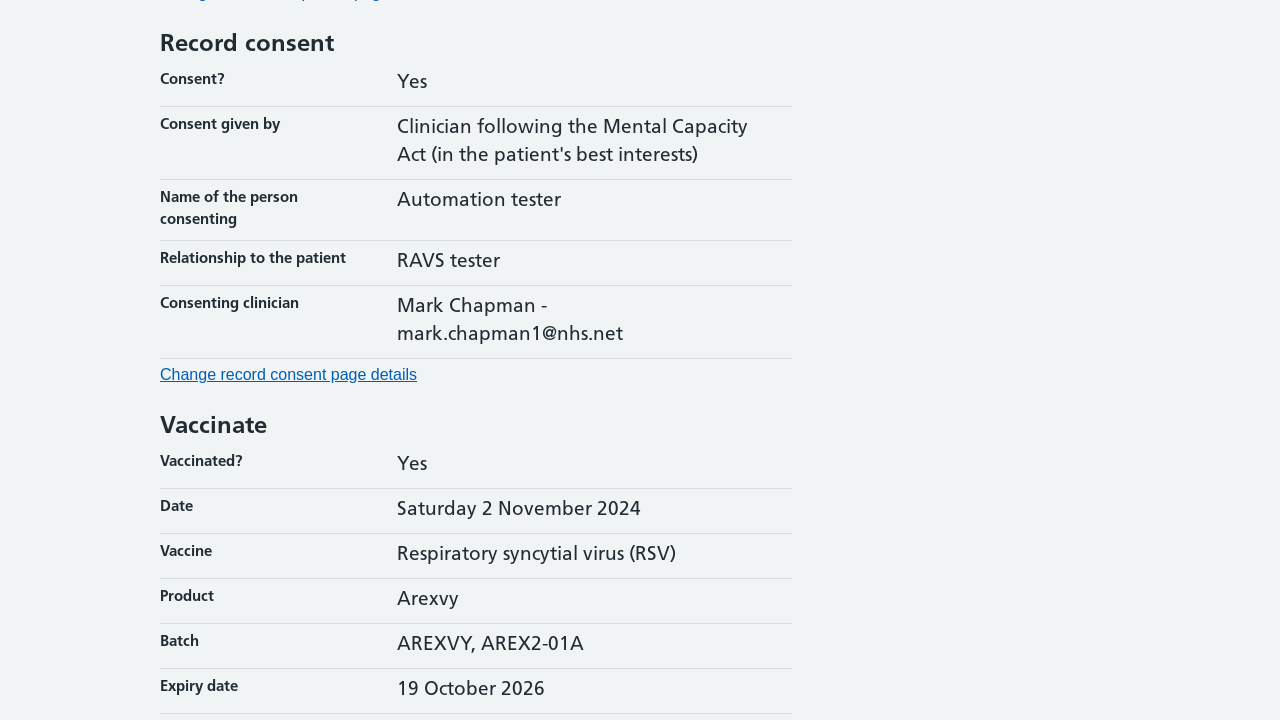 Record consent
Consent?
Yes
Consent given by
Clinician following the Mental Capacity
Act (in the patient's best interests)
Name of the person
consenting
Automation tester
Relationship to the patient
RAVS tester
Consenting clinician
Mark Chapman -
mark.chapman1@nhs.net
Change record consent page details
Vaccinate
Vaccinated?
Yes
Date
Saturday 2 November 2024
Vaccine
Respiratory syncytial virus (RSV)
Product
Arexvy
Batch
AREXVY, AREX2-01A
Expiry date
19 October 2026